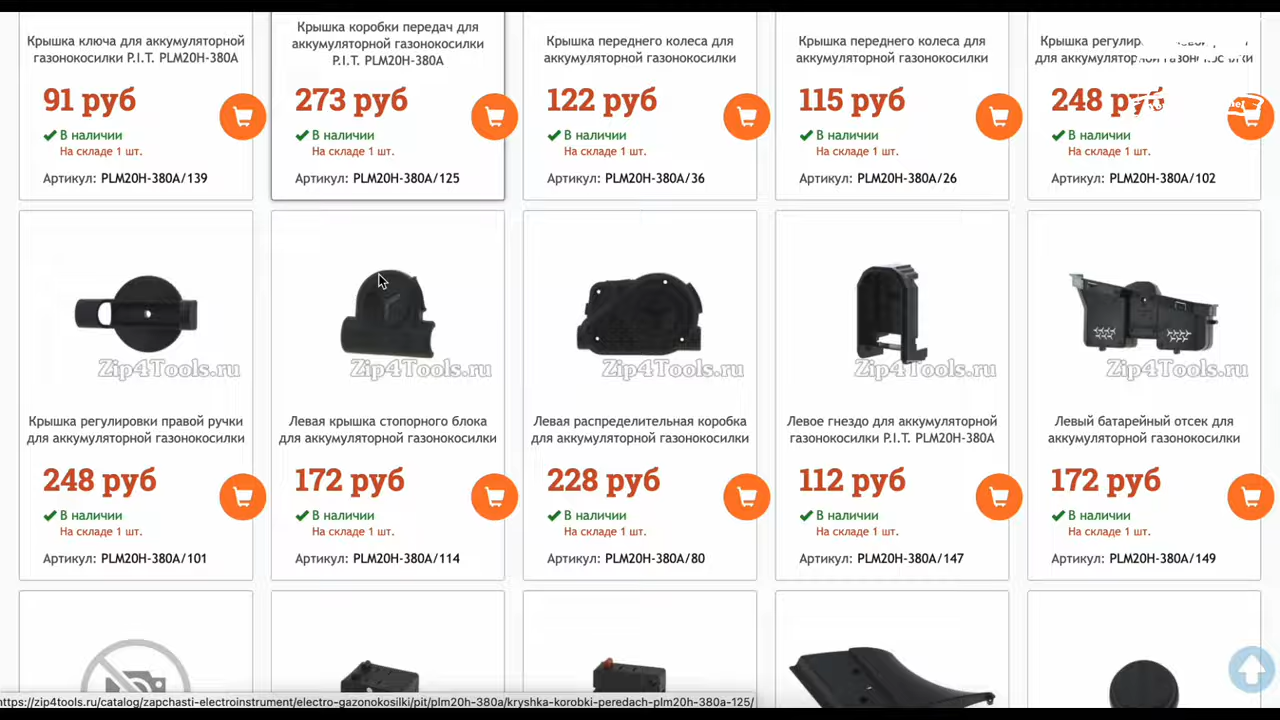 Крышка ключа для аккумуляторной
газонокосилки P.I.T. PLM20H-380A
91 руб
В наличии
На складе 1 шт.
Артикул: PLM20H-380A/139
Крышка коробки передач для
аккумуляторной газонокосилки
P.I.T. PLM20H-380A
273 руб
В наличии
На складе 1 шт.
Артикул: PLM20H-380A/125
Крышка переднего колеса для
аккумуляторной газонокосилки
122 руб
В наличии
На складе 1 шт.
Артикул: PLM20H-380A/36
Крышка переднего колеса для
аккумуляторной газонокосилки
115 руб
В наличии
На складе 1 шт.
Артикул: PLM20H-380A/26
Крышка
для
248 руб
В наличии
На складе 1 шт.
Артикул: PLM20H-380A/102
Zip4Tools.ru
Крышка регулировки правой ручки
для аккумуляторной газонокосилки
248 руб
В наличии
На складе 1 шт.
Артикул: PLM20H-380A/101
Zip4Tools.ru
Левая крышка стопорного блока
для аккумуляторной газонокосилки
172 руб
В наличии
На складе 1 шт.
Артикул: PLM20H-380A/114
Zip4Tools.ru
Левая распределительная коробка
для аккумуляторной газонокосилки
228 руб
В наличии
На складе 1 шт.
Артикул: PLM20H-380A/80
Zip4Tools.ru
Левое гнездо для аккумуляторной
газонокосилки P.I.T. PLM20H-380A
112 руб
В наличии
На складе 1 шт.
Артикул: PLM20H-380A/147
Zip4Tools.ru
Левый батарейный отсек для
аккумуляторной газонокосилки
172 руб
В наличии
На складе 1 шт.
Артикул: PLM20H-380A/149
https://zip4tools.ru/catalog/zapchasti-electroinstrument/electro-gazonokosilki/pit/plm20h-380a/kryshka-korobki-peredach-plm20h-380a-125/